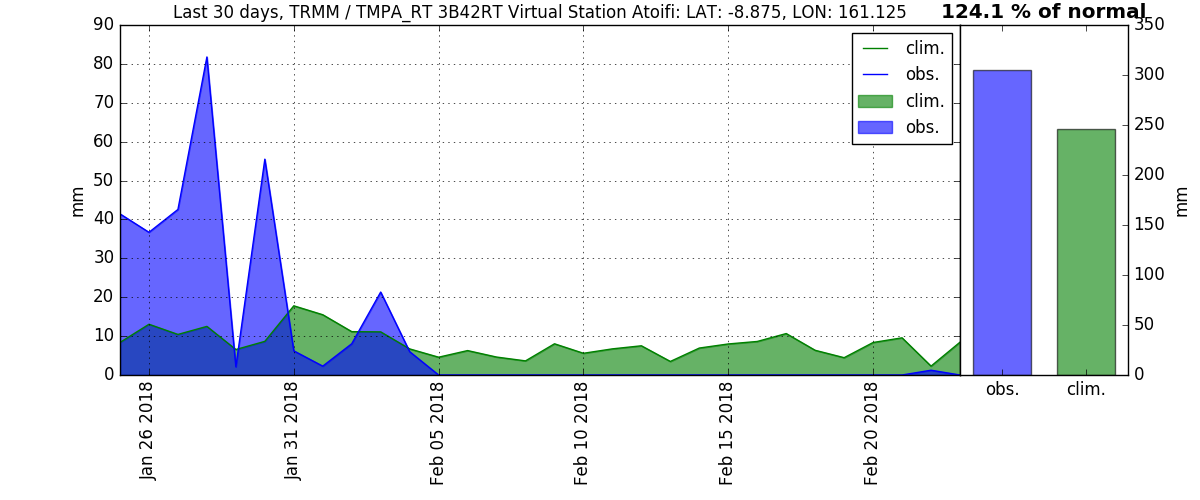 Last 30 days, TRMM / TMPA_RT 3B42RT Virtual Station Atoifi: LAT: -8.875, LON: 161.125
124.1 % of normal
90
80
70
60
50
40
30
20
10
0
mm
clim.
obs.
clim.
obs.
Jan 26 2018
Jan 31 2018
Feb 05 2018
Feb 10 2018
Feb 15 2018
Feb 20 2018
350
300
250
200
150
100
50
0
mm
obs.
clim.